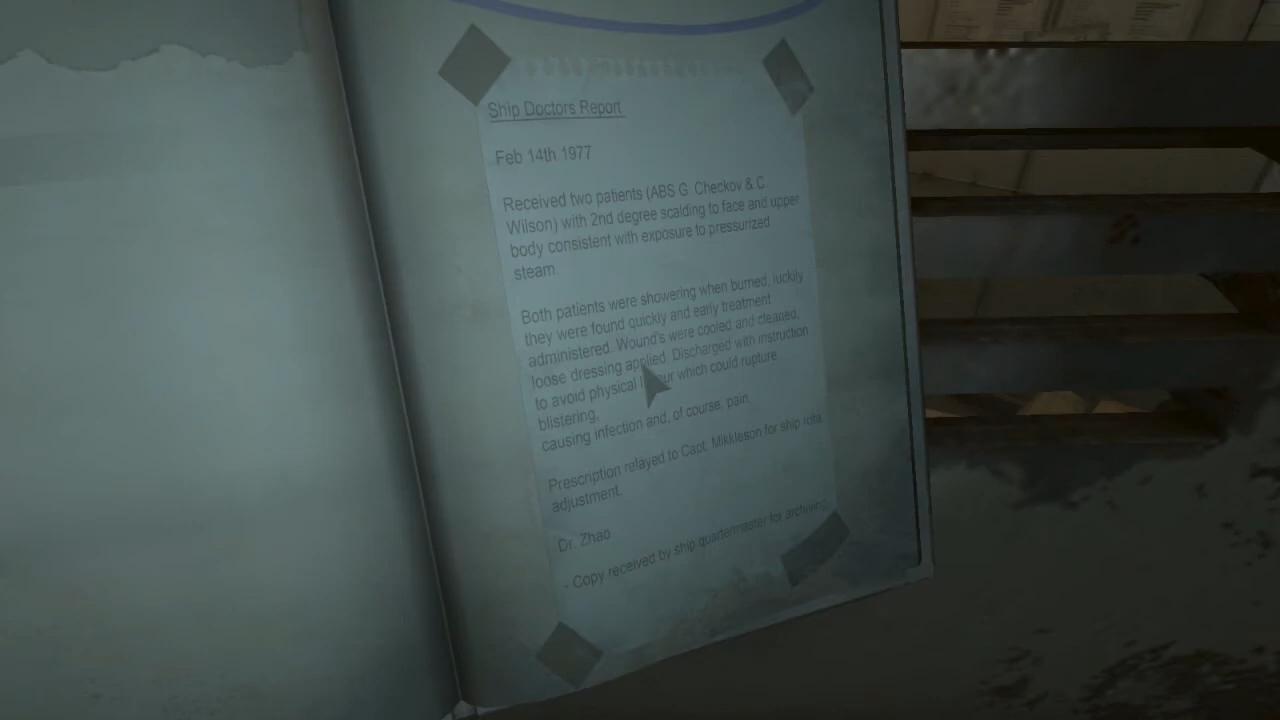 Ship Doctors Report
Feb 14th 1977
Received two patients (ABS G. Checkov & C.
Wilson) with 2nd degree scalding to face and upper
body consistent with exposure to pressurized
steam.
Both patients were showering when burned, luckily
they were found quickly and early treatment
administered. Wound's were cooled and cleaned,
loose dressing applied. Discharged with instruction
to avoid physical which could rupture
blistering,
causing infection and, of course, pain.
Prescription relayed to Capt. Mikkleson for ship rota
adjustment.
Dr. Zhao
- Copy received by ship quartermaster for archiving.